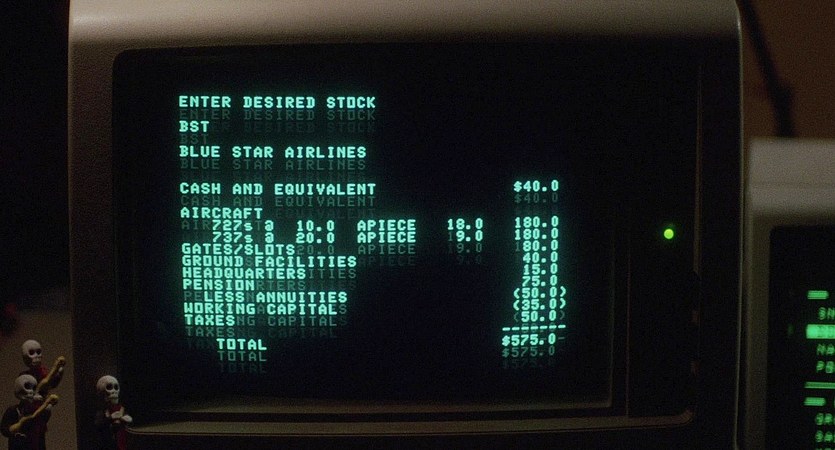 ENTER DESIRED STOCK
BST
BLUE STAR AIRLINES
CASH AND EQUIVALENT $40.0
AIRCRAFT
727s @ 10.0 APIECE 18.0 180.0
737s @ 20.0 APIECE 9.0 180.0
GATES/SLOTS 80.0
GROUND FACILITIES 40.0
HEADQUARTERS 15.0
PENSION 75.0
LESS ANNUITIES (50.0)
WORKING CAPITAL (35.0)
TAXES (50.0)
TOTAL $575.0